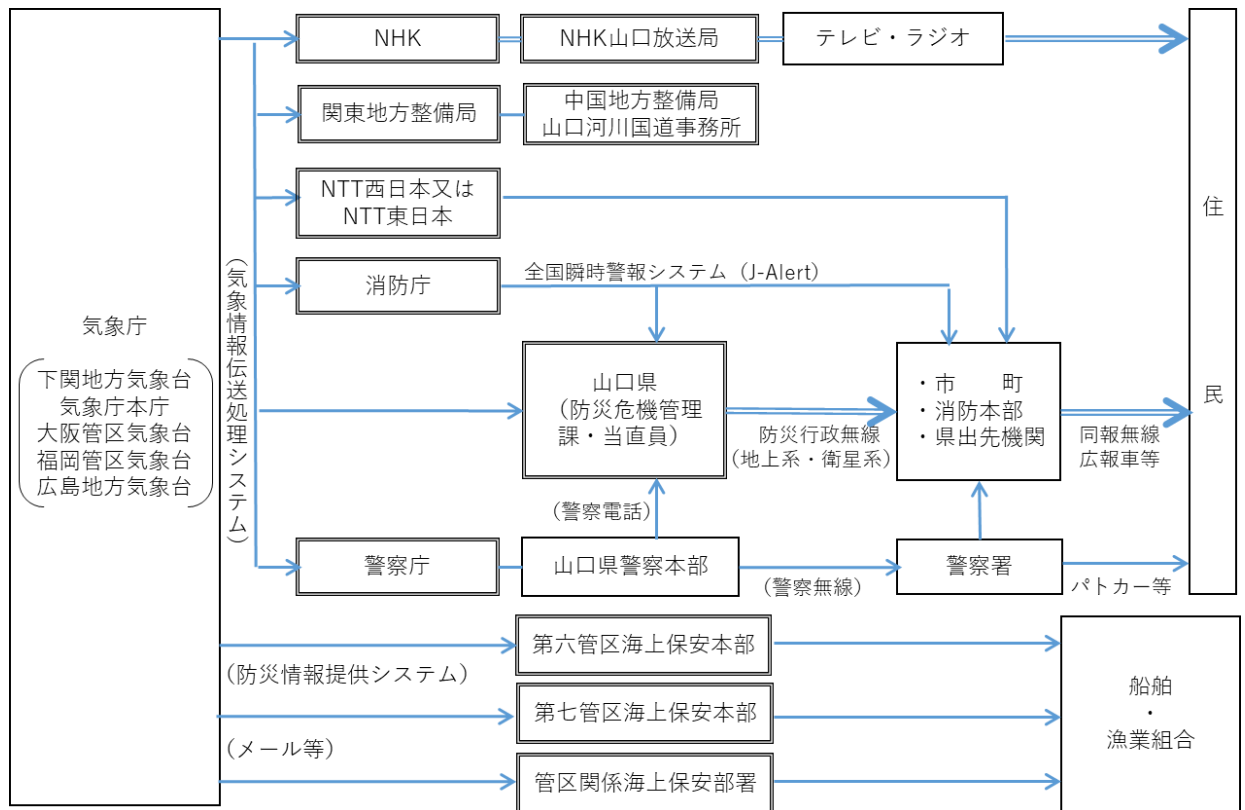 気象庁
下関地方気象台
気象庁本庁
大阪管区気象台
福岡管区気象台
広島地方気象台
(気象情報伝送処理システム)
NHK
NHK山口放送局
テレビ・ラジオ
関東地方整備局
中国地方整備局
山口河川国道事務所
NTT西日本又は
NTT東日本
消防庁
全国瞬時警報システム（J-Alert）
山口県
（防災危機管理
課・当直員）
防災行政無線
(地上系・衛星系)
・市　　町
・消防本部
・県出先機関
同報無線
広報車等
(警察電話)
警察庁
山口県警察本部
(警察無線)
警察署
パトカー等
住
民
(防災情報提供システム)
(メール等)
第六管区海上保安本部
第七管区海上保安本部
管区関係海上保安部署
船舶
・
漁業組合